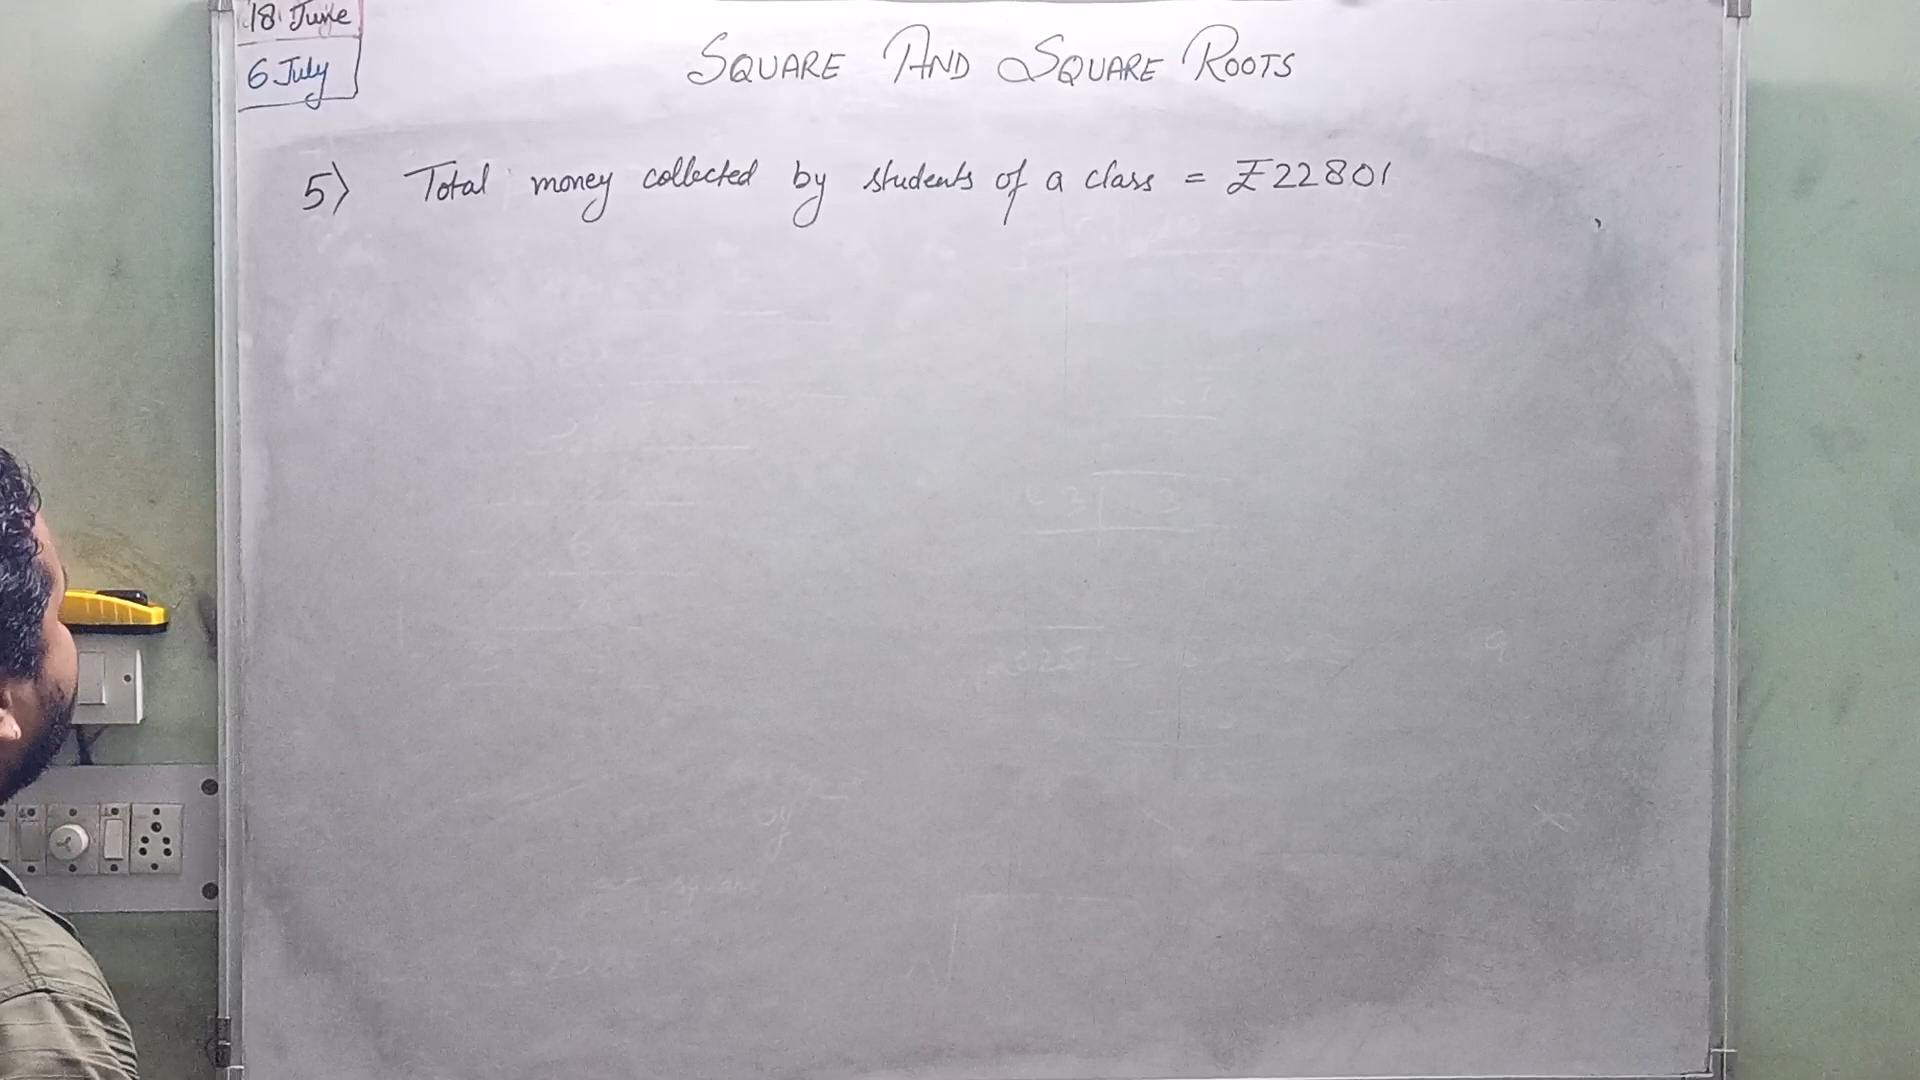 18 June
6 July
SQUARE AND SQUARE ROOTS
5) Total money collected by students of a class = ₹22801